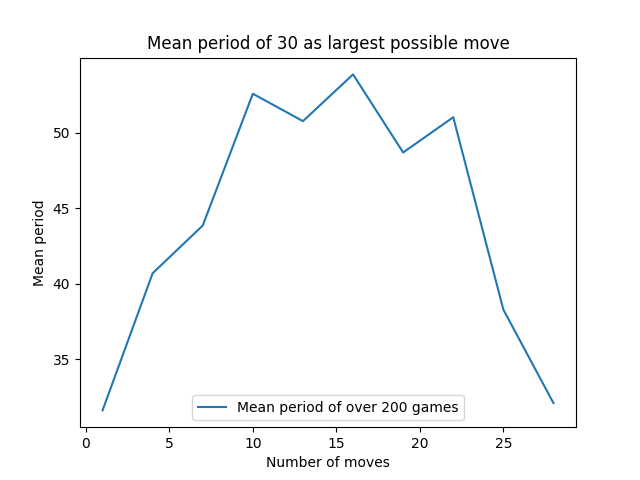 Mean period of 30 as largest possible move
50
45
40
35
Mean period
Mean period of over 200 games
0 5 10 15 20 25
Number of moves